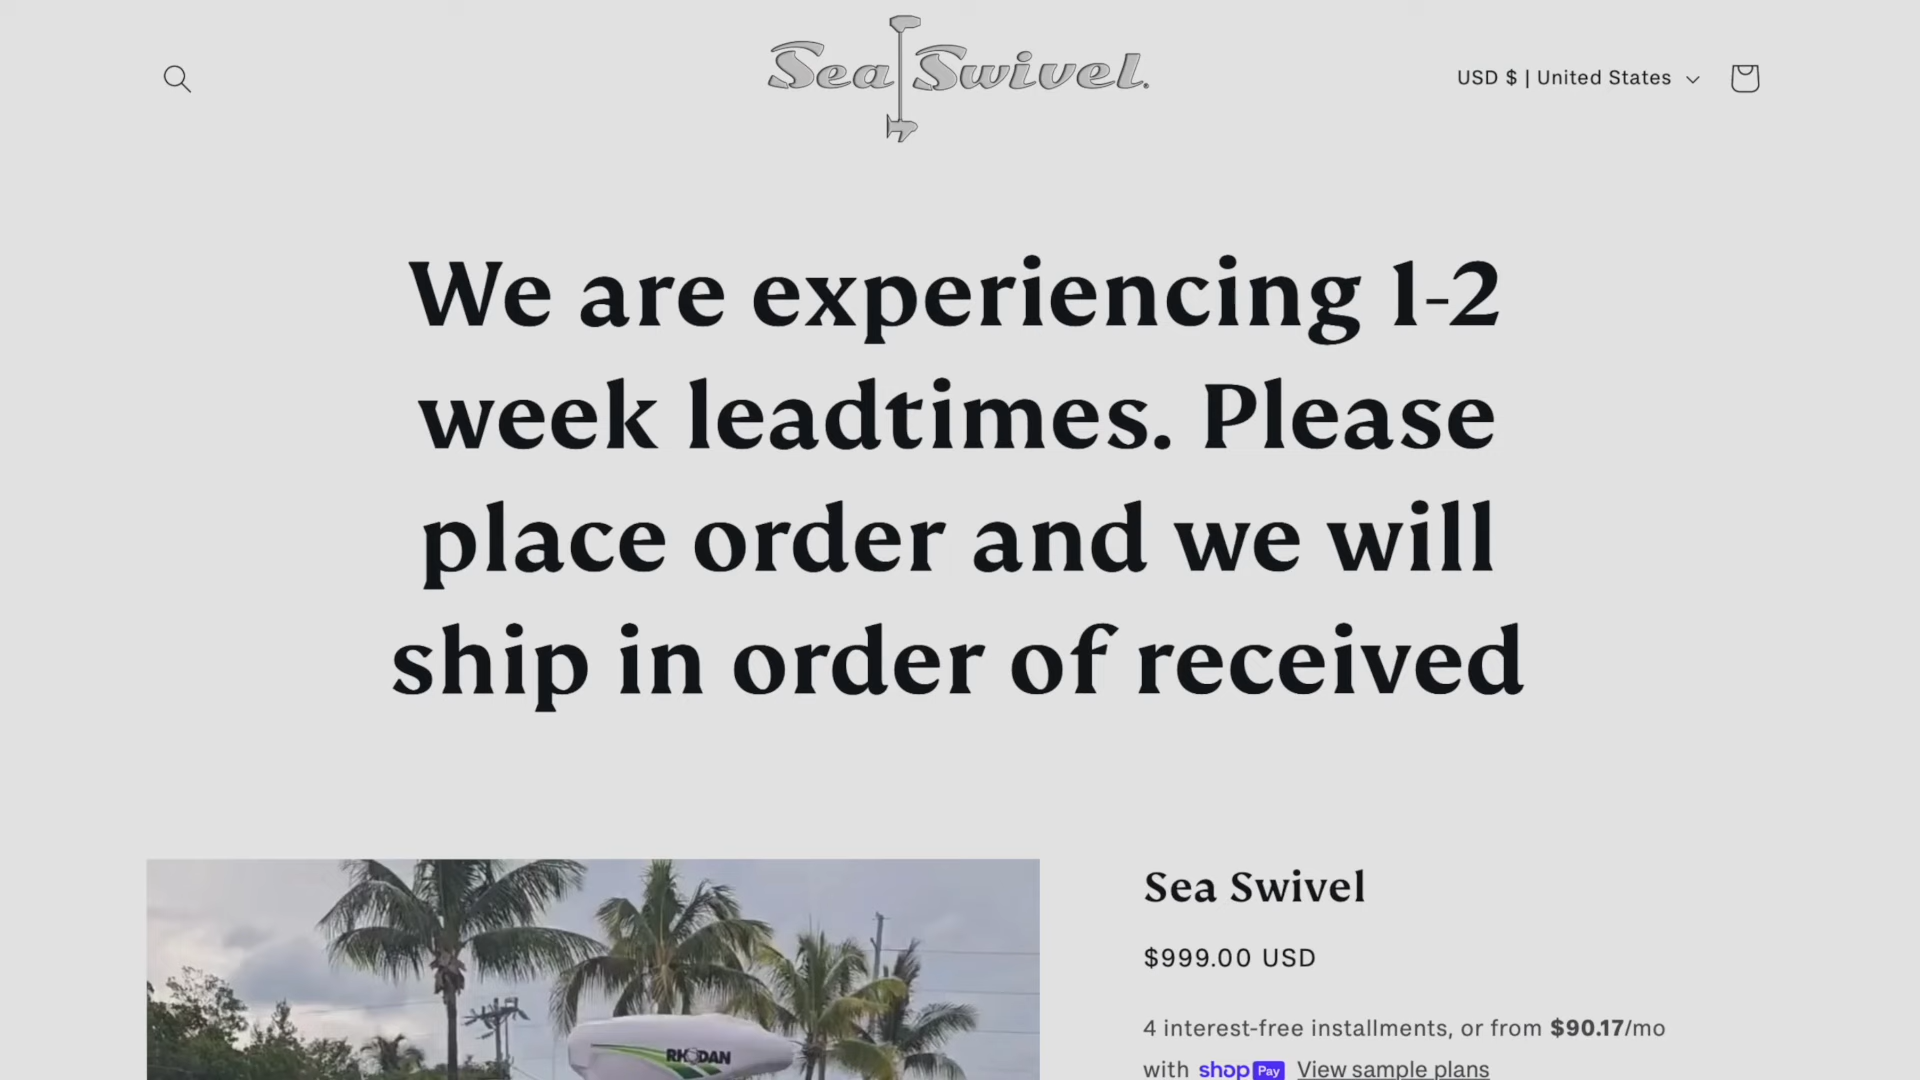 Sea Swivel.
USD $ | United States
We are experiencing 1-2
week leadtimes. Please
place order and we will
ship in order of received
Sea Swivel
$999.00 USD
4 interest-free installments, or from $90.17/mo
with shop Pay View sample plans
RHODAN